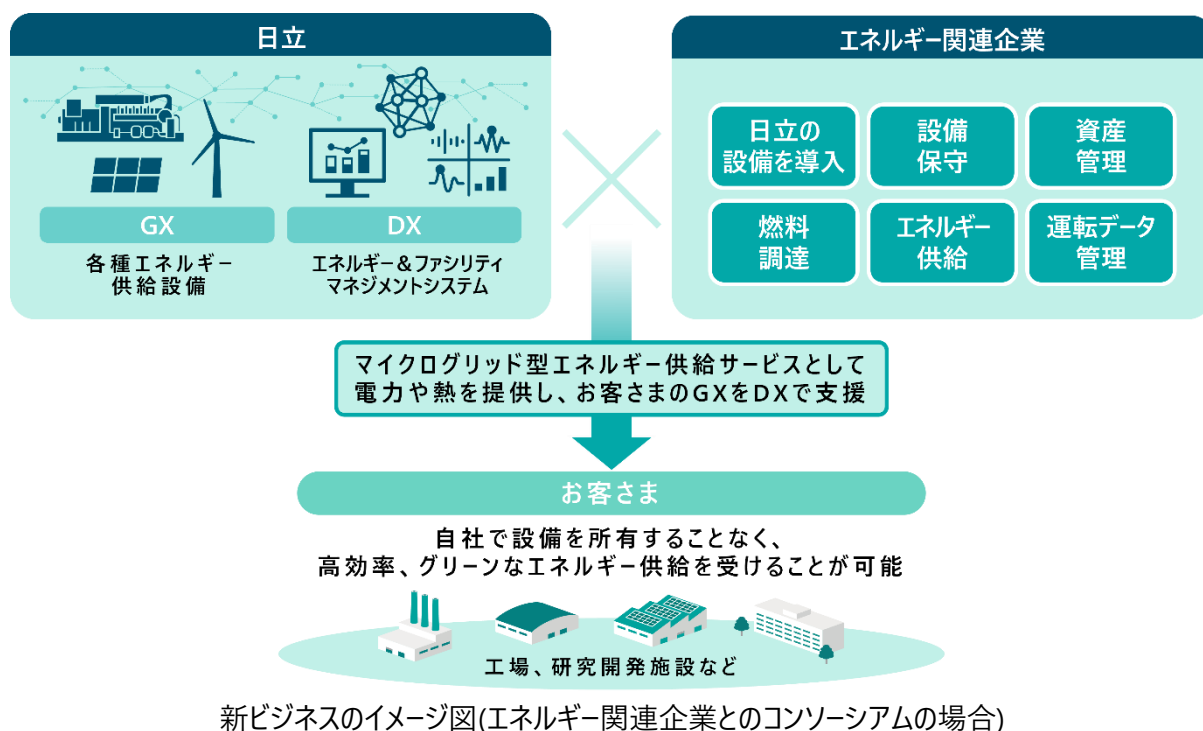 日立
GX
各種エネルギー
供給設備
DX
エネルギー&ファシリティ
マネジメントシステム
エネルギー関連企業
日立の
設備を導入
設備
保守
資産
管理
燃料
調達
エネルギー
供給
運転データ
管理
マイクログリッド型エネルギー供給サービスとして
電力や熱を提供し、お客さまのGXをDXで支援
お客さま
自社で設備を所有することなく、
高効率、グリーンなエネルギー供給を受けることが可能
工場、研究開発施設など
新ビジネスのイメージ図(エネルギー関連企業とのコンソーシアムの場合)